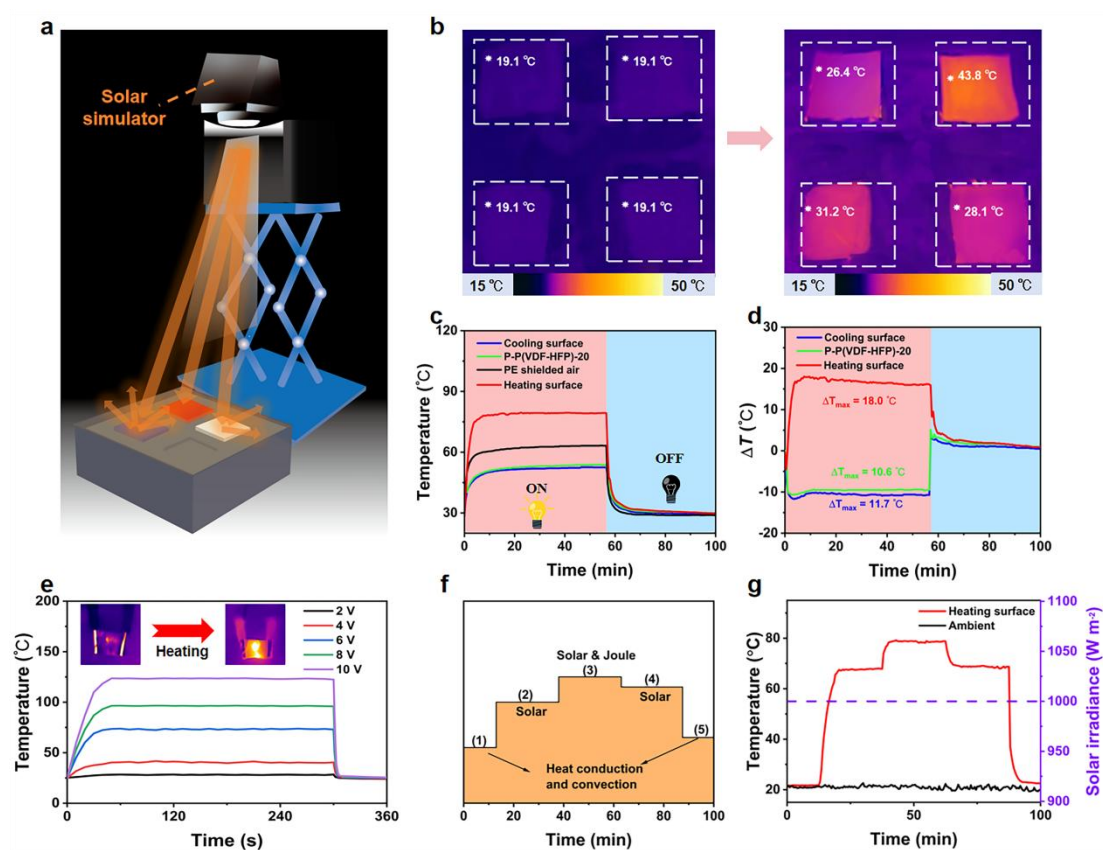 a
Solar
simulator
b
19.1 ℃
19.1 ℃
19.1 ℃
19.1 ℃
15 ℃
50 ℃
26.4 ℃
43.8 ℃
31.2 ℃
28.1 ℃
15 ℃
50 ℃
c
Temperature (℃)
120
90
60
30
Cooling surface
P-P(VDF-HFP)-20
PE shielded air
Heating surface
ON
OFF
0 20 40 60 80 100
Time (min)
d
ΔT (℃)
30
20
10
0
-10
-20
Cooling surface
P-P(VDF-HFP)-20
Heating surface
ΔTmax = 18.0 ℃
ΔTmax = 10.6 ℃
ΔTmax = 11.7 ℃
0 20 40 60 80 100
Time (min)
e
Temperature (℃)
200
150
100
50
0
Heating
2 V
4 V
6 V
8 V
10 V
0 120 240 360
Time (s)
f
Solar & Joule
(1)
(2)
Solar
(3)
(4)
Solar
(5)
Heat conduction
and convection
0 20 40 60 80 100
Time (min)
g
Temperature (°C)
100
80
60
40
20
0
Heating surface
Ambient
1100
1050
1000
950
900
Solar irradiance (W m-2)
0 50 100
Time (min)